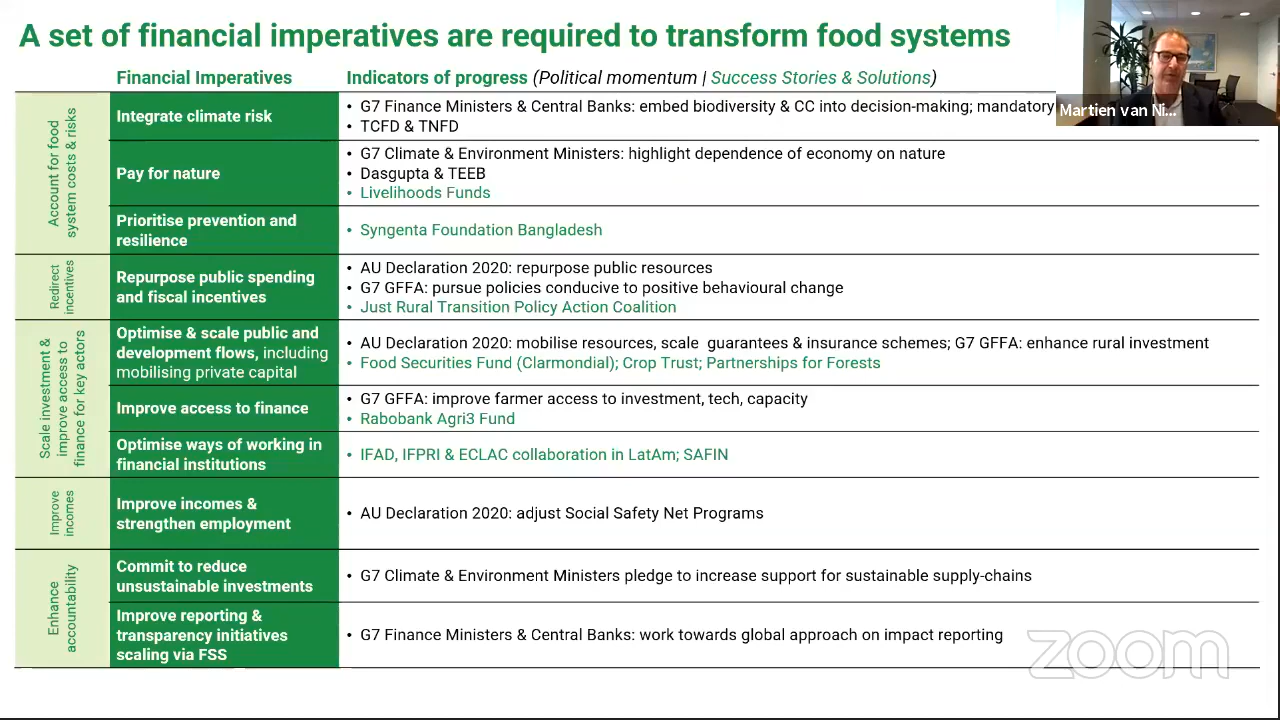 A set of financial imperatives are required to transform food systems
Financial Imperatives
Indicators of progress (Political momentum | Success Stories & Solutions)
Account for food
system costs & risks
Integrate climate risk
• G7 Finance Ministers & Central Banks: embed biodiversity & CC into decision-making; mandatory
• TCFD & TNFD
Pay for nature
• G7 Climate & Environment Ministers: highlight dependence of economy on nature
• Dasgupta & TEEB
• Livelihoods Funds
Prioritise prevention and
resilience
• Syngenta Foundation Bangladesh
Redirect
incentives
Repurpose public spending
and fiscal incentives
• AU Declaration 2020: repurpose public resources
• G7 GFFA: pursue policies conducive to positive behavioural change
• Just Rural Transition Policy Action Coalition
Scale investment &
improve access to
finance for key actors
Optimise & scale public and
development flows, including
mobilising private capital
• AU Declaration 2020: mobilise resources, scale guarantees & insurance schemes; G7 GFFA: enhance rural investment
• Food Securities Fund (Clarmondial); Crop Trust; Partnerships for Forests
Improve access to finance
• G7 GFFA: improve farmer access to investment, tech, capacity
• Rabobank Agri3 Fund
Optimise ways of working in
financial institutions
• IFAD, IFPRI & ECLAC collaboration in LatAm; SAFIN
Improve
incomes
Improve incomes &
strengthen employment
• AU Declaration 2020: adjust Social Safety Net Programs
Enhance
accountability
Commit to reduce
unsustainable investments
• G7 Climate & Environment Ministers pledge to increase support for sustainable supply-chains
Improve reporting &
transparency initiatives
scaling via FSS
• G7 Finance Ministers & Central Banks: work towards global approach on impact reporting
Martien van Ni...
zoom